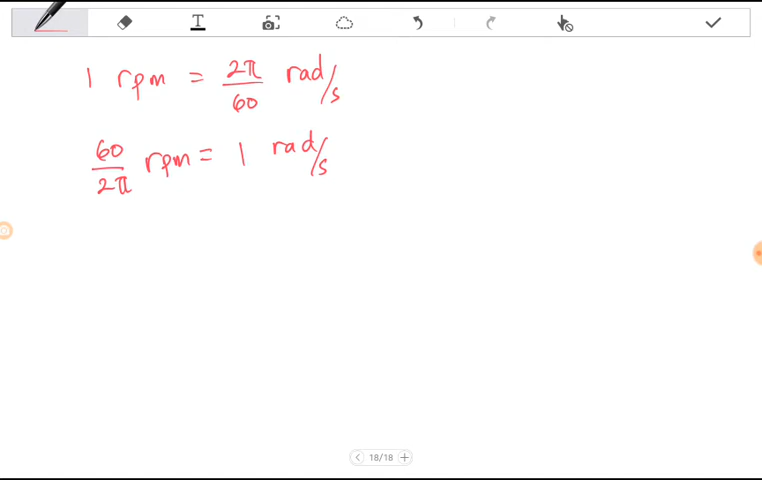 T
1 rpm = 2π/60 rad/s
60/2π rpm = 1 rad/s
18/18